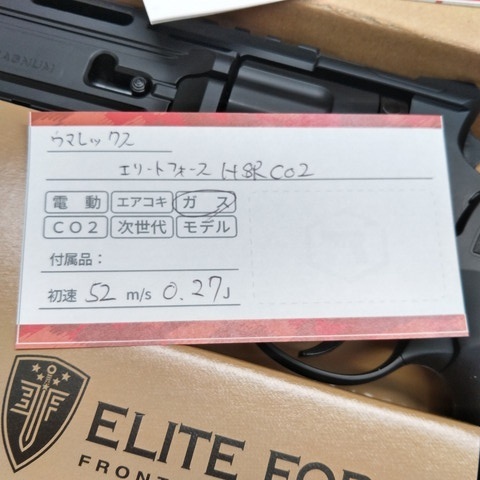 MAGNUM
ウマレックス
エリートフォース H8R CO2
電動 エアコキ ガス
CO2 次世代 モデル
付属品：
初速 52 m/s 0.27J
ELITE FOR
FRONT